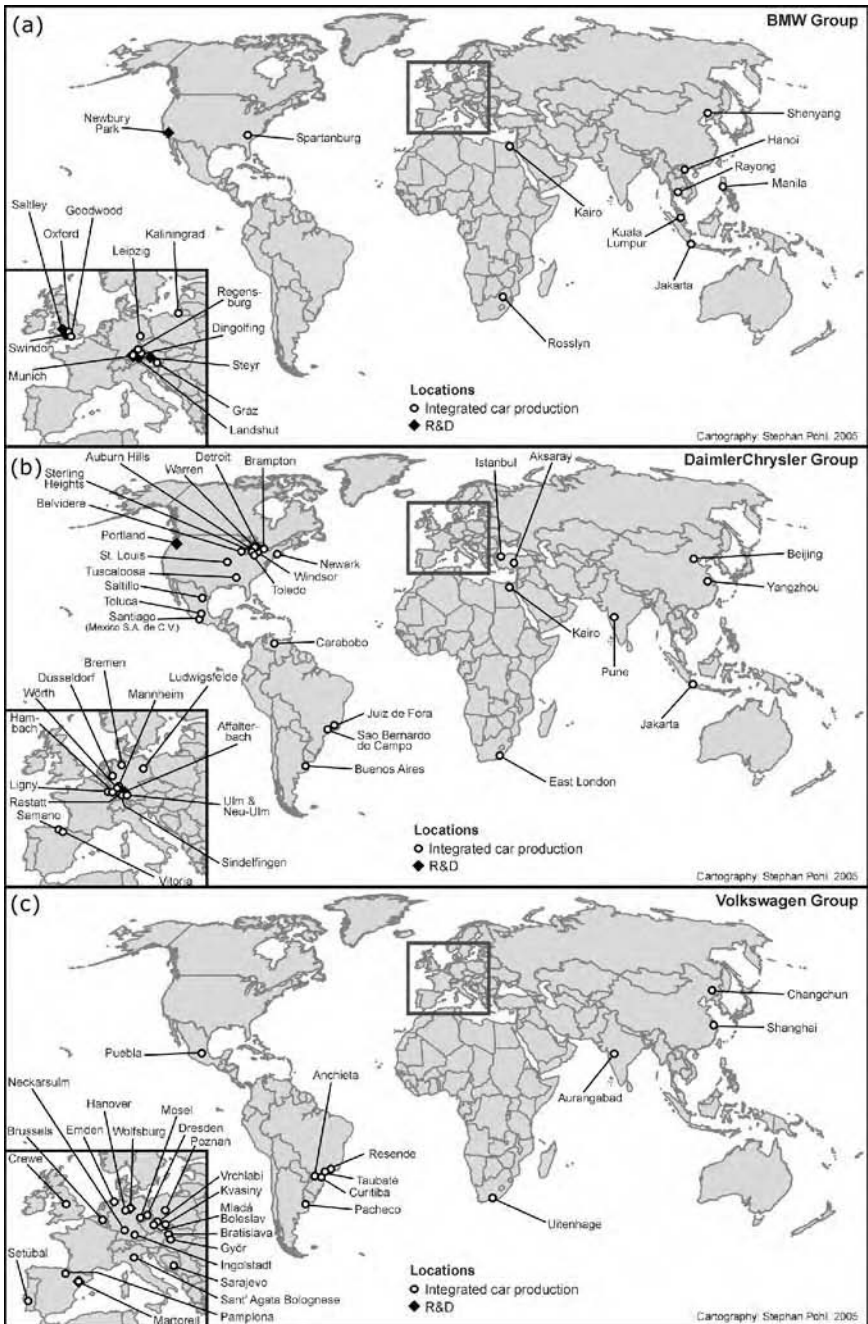 (a)
BMW Group
Newbury
Park
Spartanburg
Shenyang
Hanoi
Rayong
Manila
Kairo
Kuala
Lumpur
Jakarta
Rosslyn
Saltley
Oxford
Goodwood
Kaliningrad
Leipzig
Regens-
burg
Dingolfing
Swindon
Munich
Steyr
Graz
Landshut
Locations
Integrated car production
R&D
Cartography: Stephan Pohl, 2005
(b)
DaimlerChrysler Group
Auburn Hills
Detroit
Sterling
Heights
Warren
Brampton
Belvidere
Portland
St. Louis
Tuscaloosa
Saltillo
Toluca
Santiago
(Mexico S.A. de C.V.)
Newark
Windsor
Toledo
Istanbul
Aksaray
Beijing
Yangzhou
Kairo
Pune
Jakarta
Carabobo
Juiz de Fora
Sao Bernardo
do Campo
Buenos Aires
East London
Bremen
Dusseldorf
Ludwigsfelde
Wörth
Mannheim
Ham-
bach
Affalter-
bach
Ligny
Rastatt
Samano
Ulm &
Neu-Ulm
Sindelfingen
Vitoria
Locations
Integrated car production
R&D
Cartography: Stephan Pohl, 2005
(c)
Volkswagen Group
Puebla
Anchieta
Changchun
Shanghai
Aurangabad
Resende
Taubaté
Curitiba
Pacheco
Uitenhage
Neckarsulm
Hanover
Mosel
Dresden
Brussels
Emden
Wolfsburg
Poznan
Crewe
Vrchlabi
Kvasiny
Mladá
Boleslav
Bratislava
Györ
Setúbal
Ingolstadt
Sarajevo
Sant' Agata Bolognese
Pamplona
Martorell
Locations
Integrated car production
R&D
Cartography: Stephan Pohl, 2005